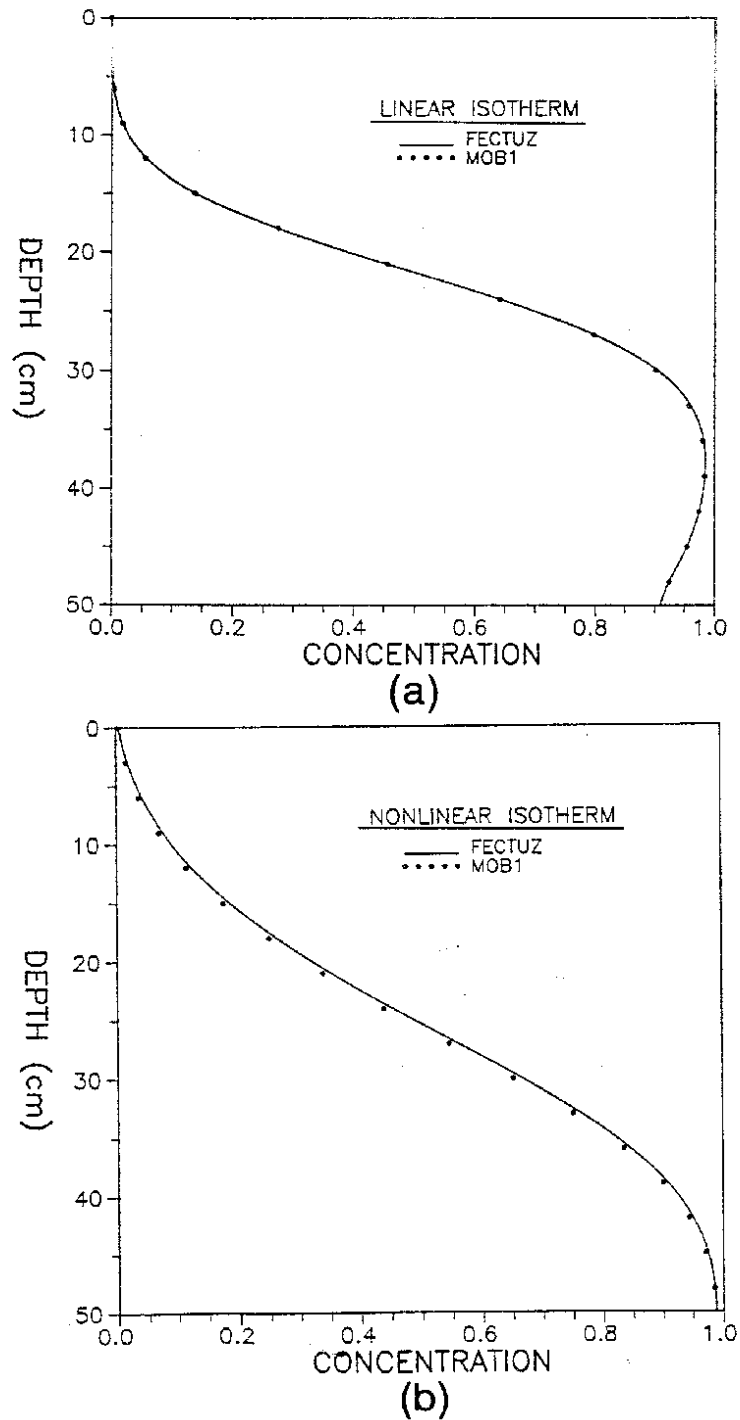 0
10
20
30
40
50
DEPTH (cm)
LINEAR ISOTHERM
FECTUZ
MOB1
0.0 0.2 0.4 0.6 0.8 1.0
CONCENTRATION
(a)
0
10
20
30
40
50
DEPTH (cm)
NONLINEAR ISOTHERM
FECTUZ
MOB1
0.0 0.2 0.4 0.6 0.8 1.0
CONCENTRATION
(b)